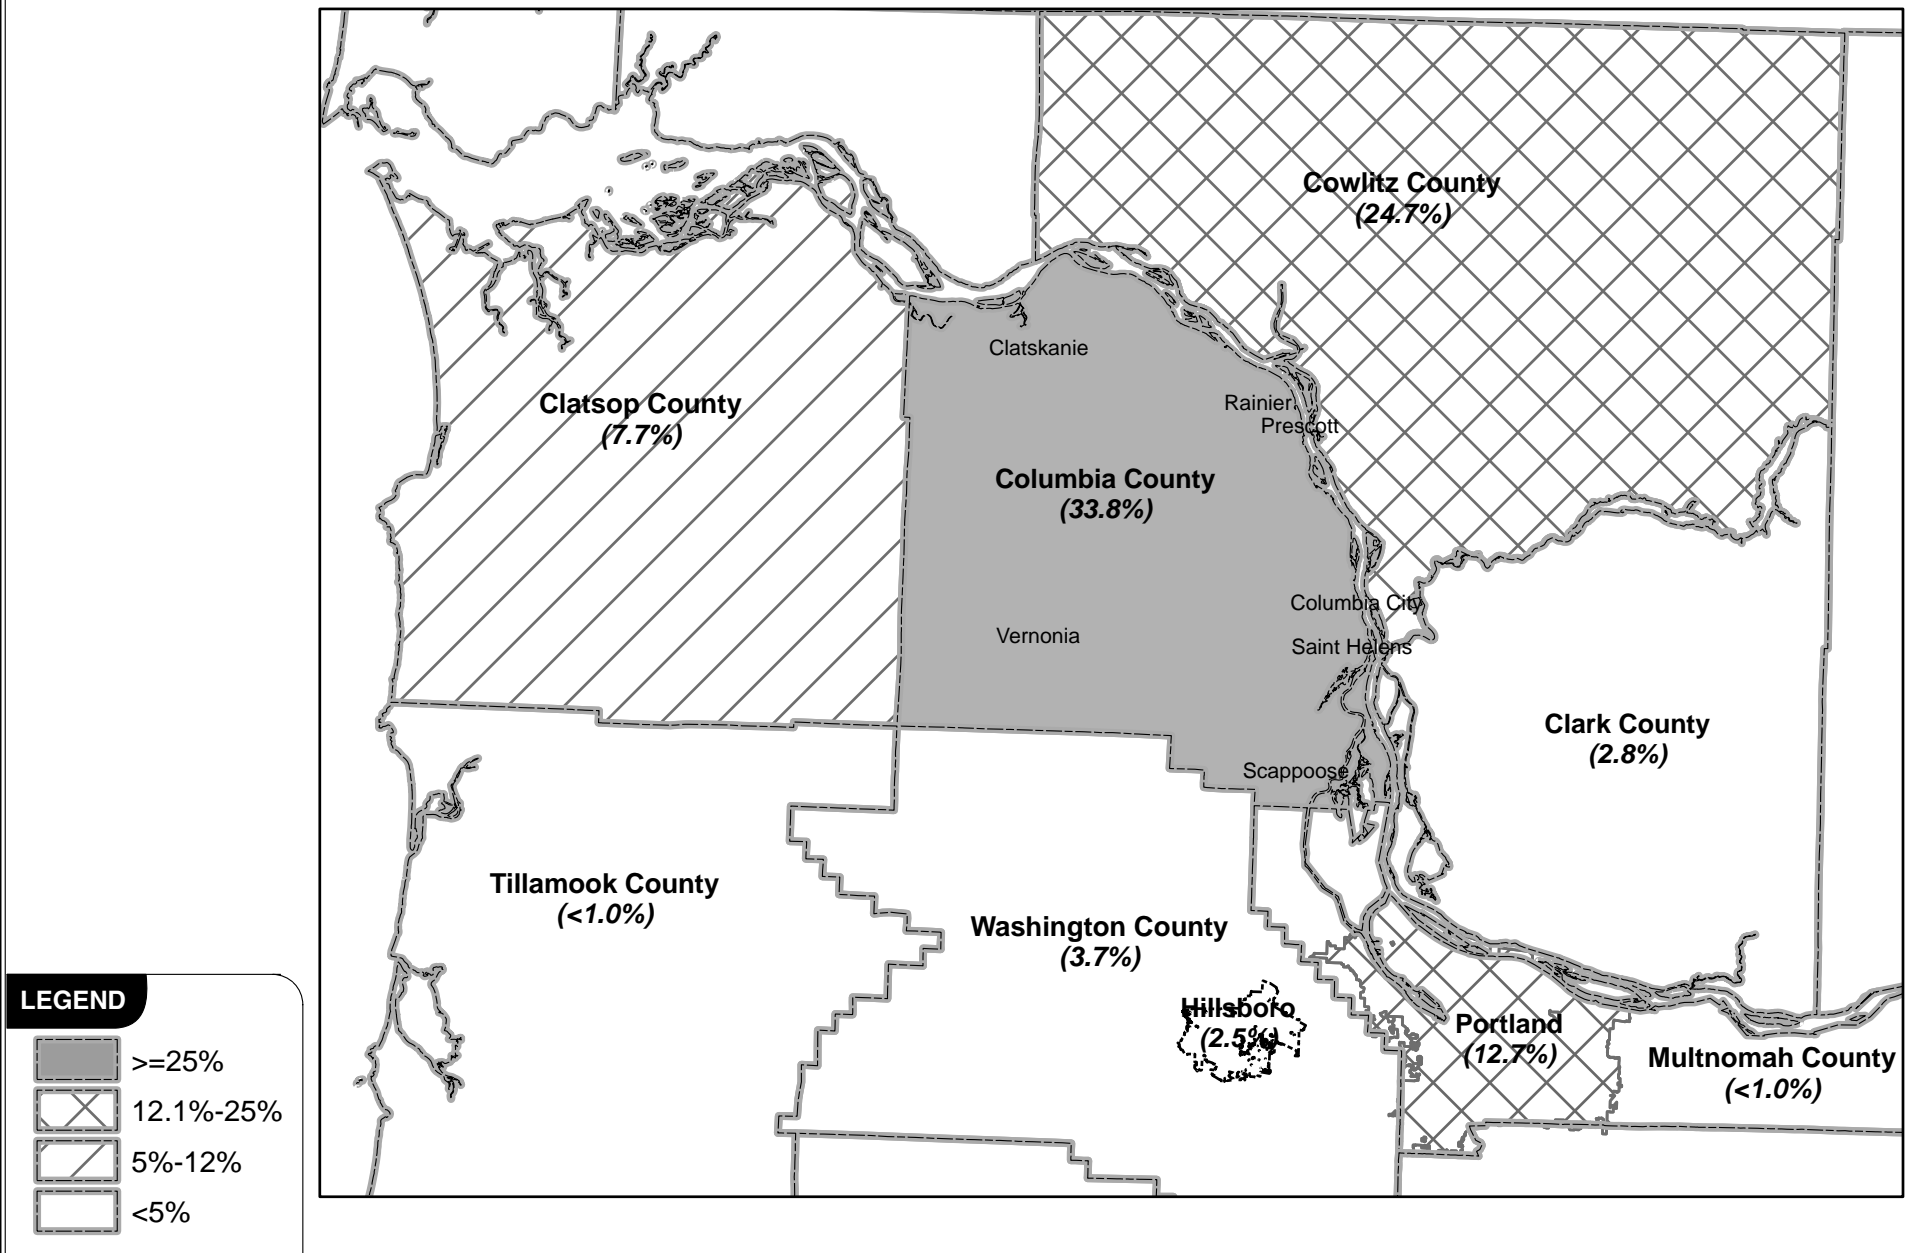 Cowlitz County
(24.7%)
Clatskanie
Clatsop County
(7.7%)
Rainier
Prescott
Columbia County
(33.8%)
Columbia City
Vernonia
Saint Helens
Clark County
(2.8%)
Scappoose
Tillamook County
(<1.0%)
Washington County
(3.7%)
Hillsboro
(2.5%)
Portland
(12.7%)
Multnomah County
(<1.0%)
LEGEND
>=25%
12.1%-25%
5%-12%
<5%